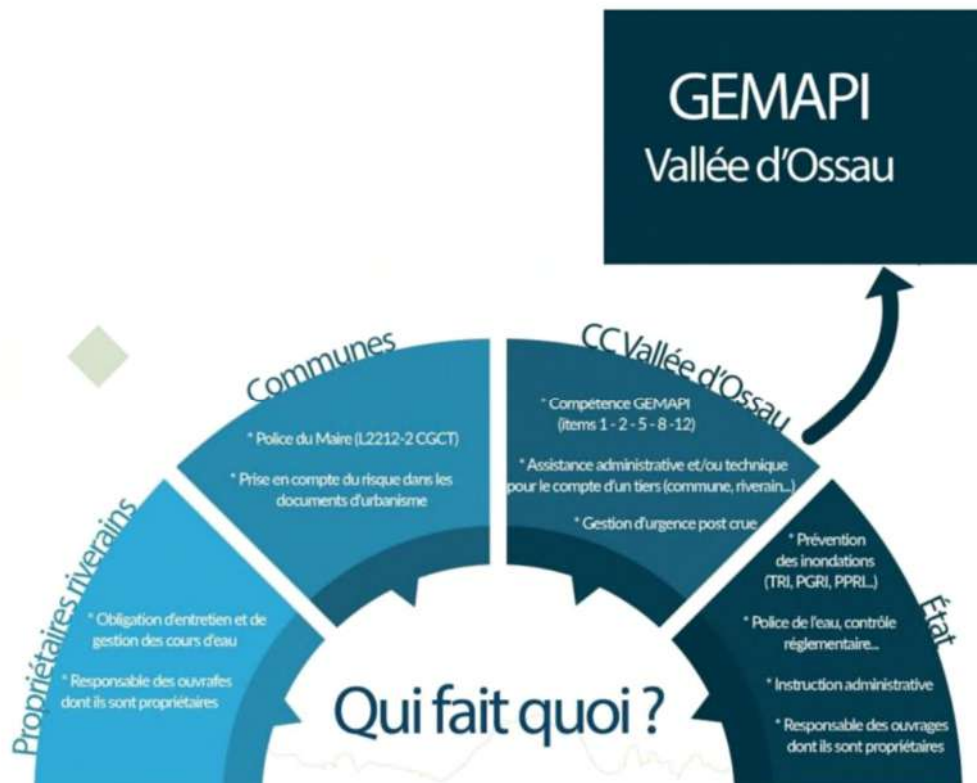 GEMAPI
Vallée d'Ossau
Propriétaires riverains
* Obligation d'entretien et de
gestion des cours d'eau
* Responsable des ouvrafes
dont ils sont propriétaires
Communes
* Police du Maire (L2212-2 CGCT)
* Prise en compte du risque dans les
documents d'urbanisme
CC Vallée d'Ossau
* Compétence GEMAPI
(items 1 - 2 - 5 - 8 -12)
* Assistance administrative et/ou technique
pour le compte d'un tiers (commune, riverain...)
* Gestion d'urgence post crue
État
* Prévention
des inondations
(TRI, PGRI, PPRI...)
* Police de l'eau, contrôle
réglementaire...
* Instruction administrative
* Responsable des ouvrages
dont ils sont propriétaires
Qui fait quoi ?